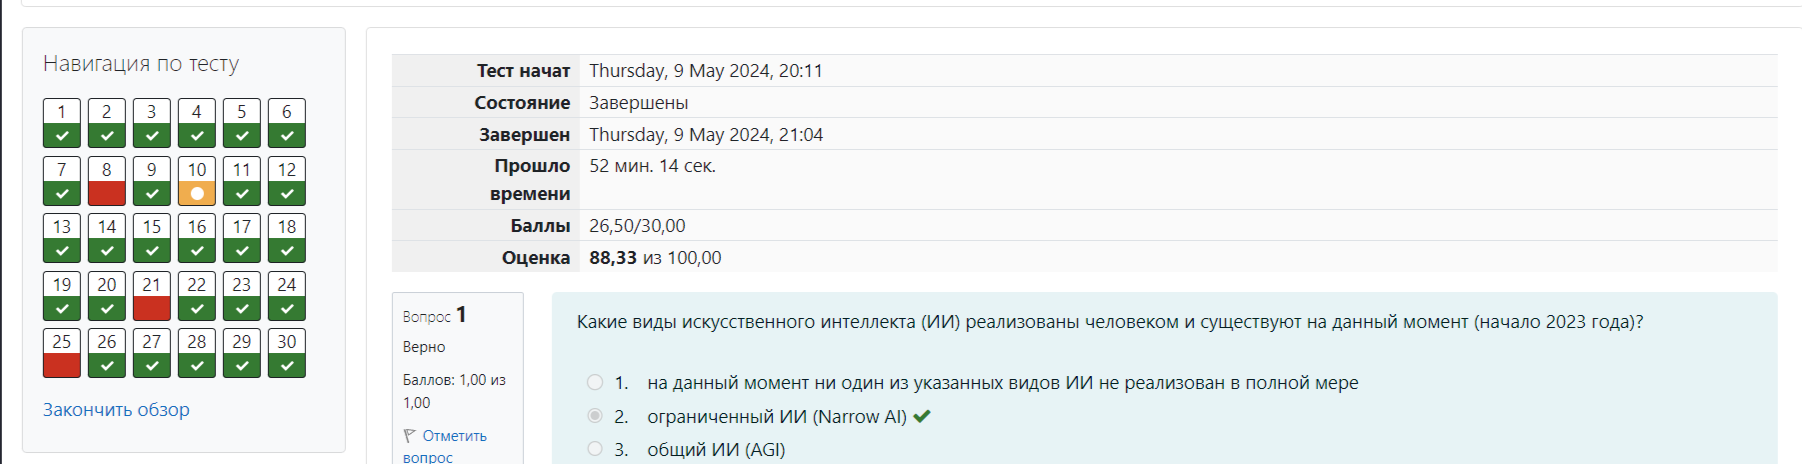 Навигация по тесту
1 2 3 4 5 6
7 8 9 10 11 12
13 14 15 16 17 18
19 20 21 22 23 24
25 26 27 28 29 30
Закончить обзор
Тест начат Thursday, 9 May 2024, 20:11
Состояние Завершены
Завершен Thursday, 9 May 2024, 21:04
Прошло 52 мин. 14 сек.
времени
Баллы 26,50/30,00
Оценка 88,33 из 100,00
Вопрос 1
Верно
Баллов: 1,00 из
1,00
Отметить
вопрос
Какие виды искусственного интеллекта (ИИ) реализованы человеком и существуют на данный момент (начало 2023 года)?
1. на данный момент ни один из указанных видов ИИ не реализован в полной мере
2. ограниченный ИИ (Narrow AI)
3. общий ИИ (AGI)